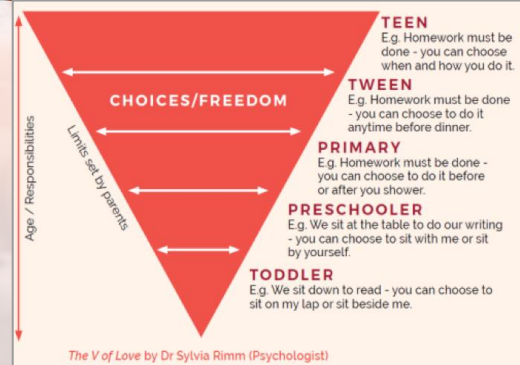 TEEN
E.g. Homework must be
done - you can choose
when and how you do it.
TWEEN
E.g. Homework must be done
- you can choose to do it
anytime before dinner.
PRIMARY
E.g. Homework must be done -
you can choose to do it before
or after you shower.
PRESCHOOLER
E.g. We sit at the table to do our writing
- you can choose to sit with me or sit
by yourself.
TODDLER
E.g. We sit down to read - you can choose to
sit on my lap or sit beside me.
CHOICES/FREEDOM
Limits set by parents
Age / Responsibilities
The V of Love by Dr Sylvia Rimm (Psychologist)